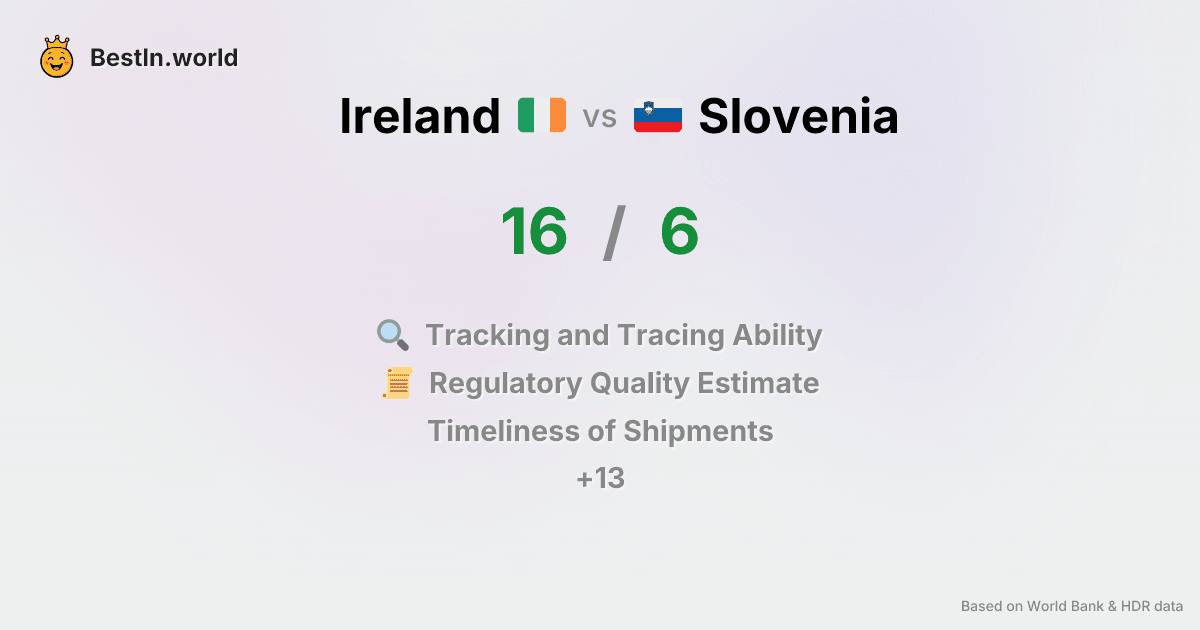 BestIn.world
Ireland vs Slovenia
16 / 6
Tracking and Tracing Ability
Regulatory Quality Estimate
Timeliness of Shipments
+13
Based on World Bank & HDR data